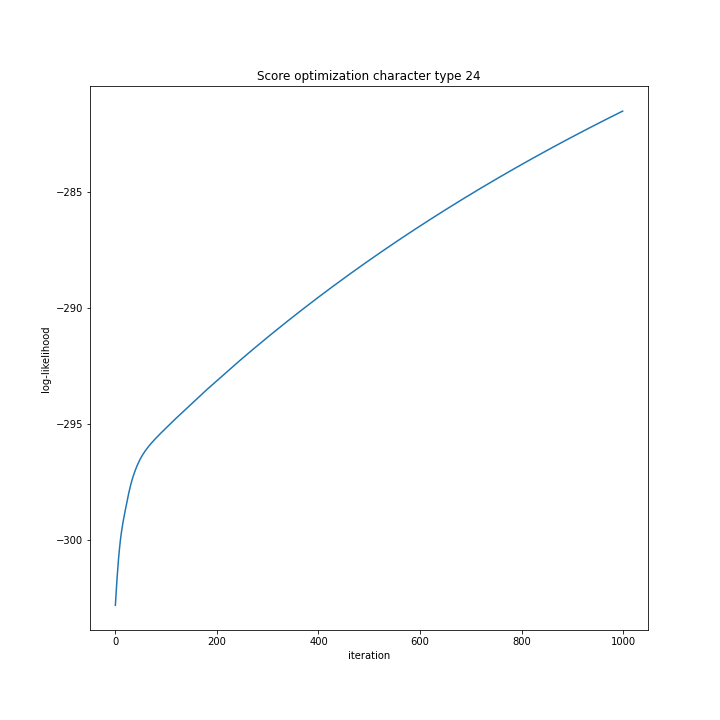 Score optimization character type 24
log-likelihood
−285
−290
−295
−300
0 200 400 600 800 1000
iteration